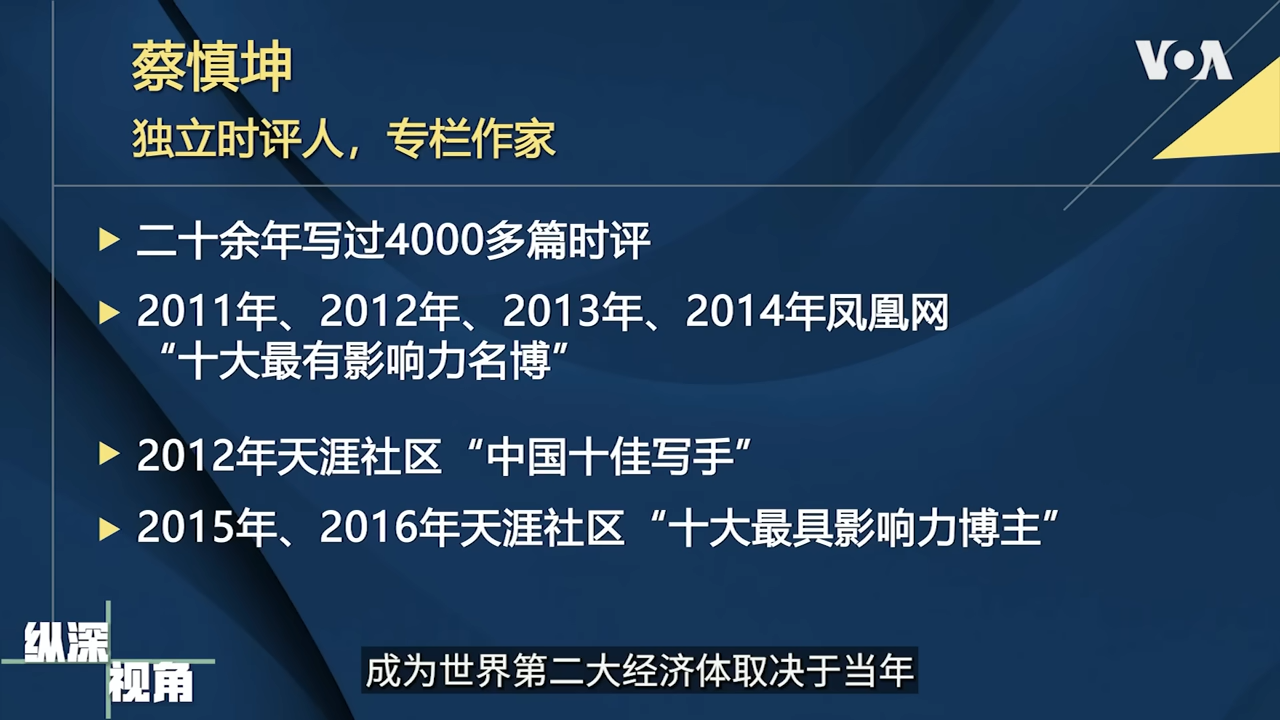 蔡慎坤
VOA
独立时评人，专栏作家
二十余年写过4000多篇时评
2011年、2012年、2013年、2014年凤凰网
“十大最有影响力名博”
2012年天涯社区“中国十佳写手”
2015年、2016年天涯社区“十大最具影响力博主”
纵深
视角
成为世界第二大经济体取决于当年